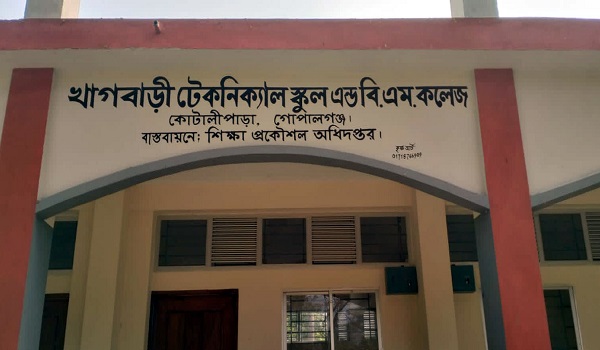 খাগবাড়ী টেকনিক্যাল স্কুল এন্ড বি.এম. কলেজ
কোটালীপাড়া, গোপালগঞ্জ।
বাস্তবায়নে: শিক্ষা প্রকৌশল অধিদপ্তর।